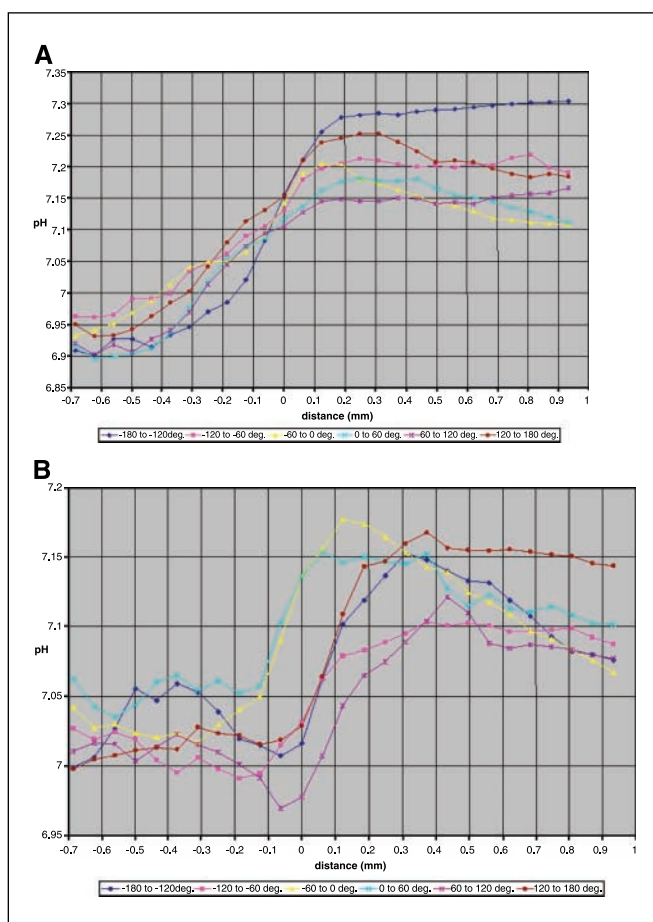 A
7.35
7.3
7.25
7.2
7.15
pH
7.1
7.05
7
6.95
6.9
6.85
-0.7 -0.6 -0.5 -0.4 -0.3 -0.2 -0.1 0 0.1 0.2 0.3 0.4 0.5 0.6 0.7 0.8 0.9 1
distance (mm)
-180 to -120deg. -120 to -60 deg. -60 to 0 deg. 0 to 60 deg. 60 to 120 deg. 120 to 180 deg.
B
7.2
7.15
7.1
pH
7.05
7
6.95
-0.7 -0.6 -0.5 -0.4 -0.3 -0.2 -0.1 0 0.1 0.2 0.3 0.4 0.5 0.6 0.7 0.8 0.9 1
distance (mm)
-180 to -120deg. -120 to -60 deg. -60 to 0 deg. 0 to 60 deg. 60 to 120 deg. 120 to 180 deg.